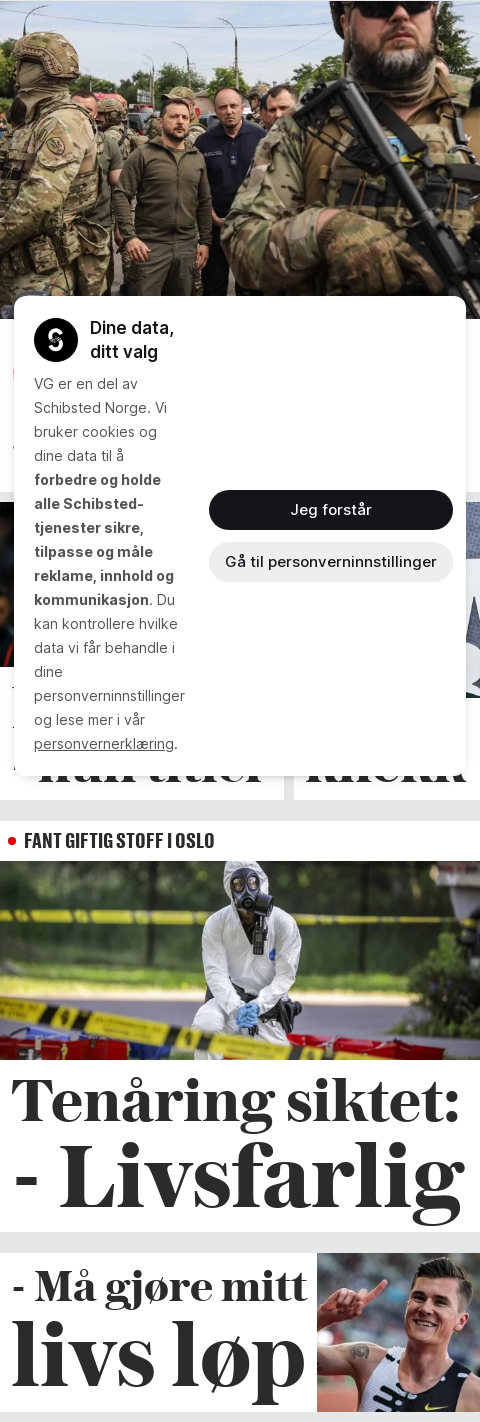 Dine data,
ditt valg
VG er en del av
Schibsted Norge. Vi
bruker cookies og
dine data til å
forbedre og holde
alle Schibsted-
tjenester sikre,
tilpasse og måle
reklame, innhold og
kommunikasjon. Du
kan kontrollere hvilke
data vi får behandle i
dine
personverninnstillinger
og lese mer i vår
personvernerklæring.
Jeg forstår
Gå til personverninnstillinger
FANT GIFTIG STOFF I OSLO
Tenåring siktet:
- Livsfarlig
- Må gjøre mitt
livs løp